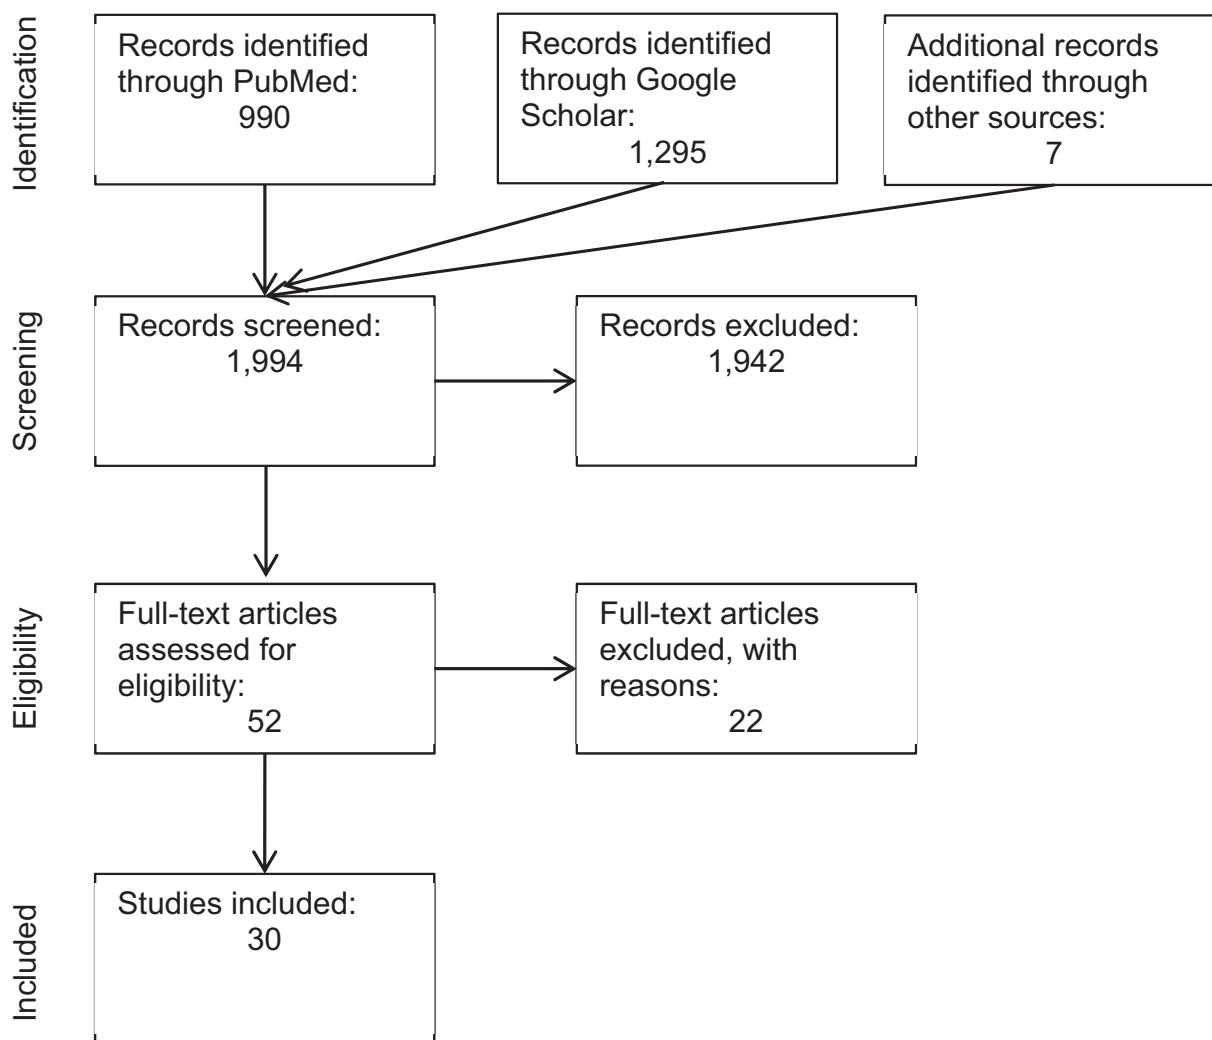 Identification
Records identified
through PubMed:
990
Records identified
through Google
Scholar:
1,295
Additional records
identified through
other sources:
7
Screening
Records screened:
1,994
Records excluded:
1,942
Eligibility
Full-text articles
assessed for
eligibility:
52
Full-text articles
excluded, with
reasons:
22
Included
Studies included:
30